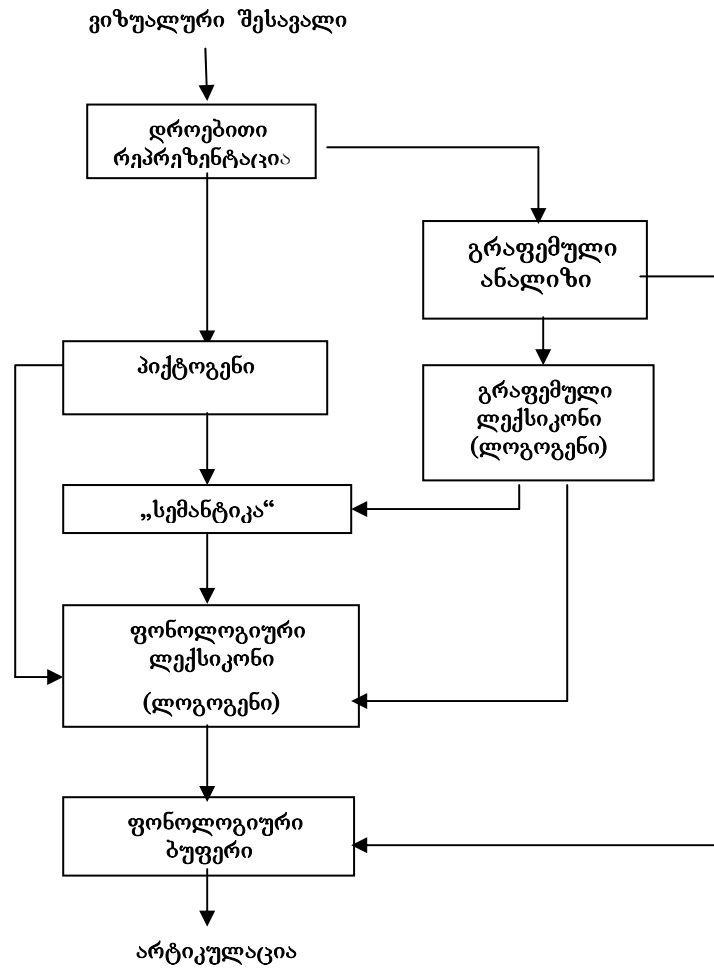 ვიზუალური შესავალი
დროებითი
რეპრეზენტაცია
გრაფემული
ანალიზი
პიქტოგენი
გრაფემული
ლექსიკონი
(ლოგოგენი)
„სემანტიკა“
ფონოლოგიური
ლექსიკონი
(ლოგოგენი)
ფონოლოგიური
ბუფერი
არტიკულაცია